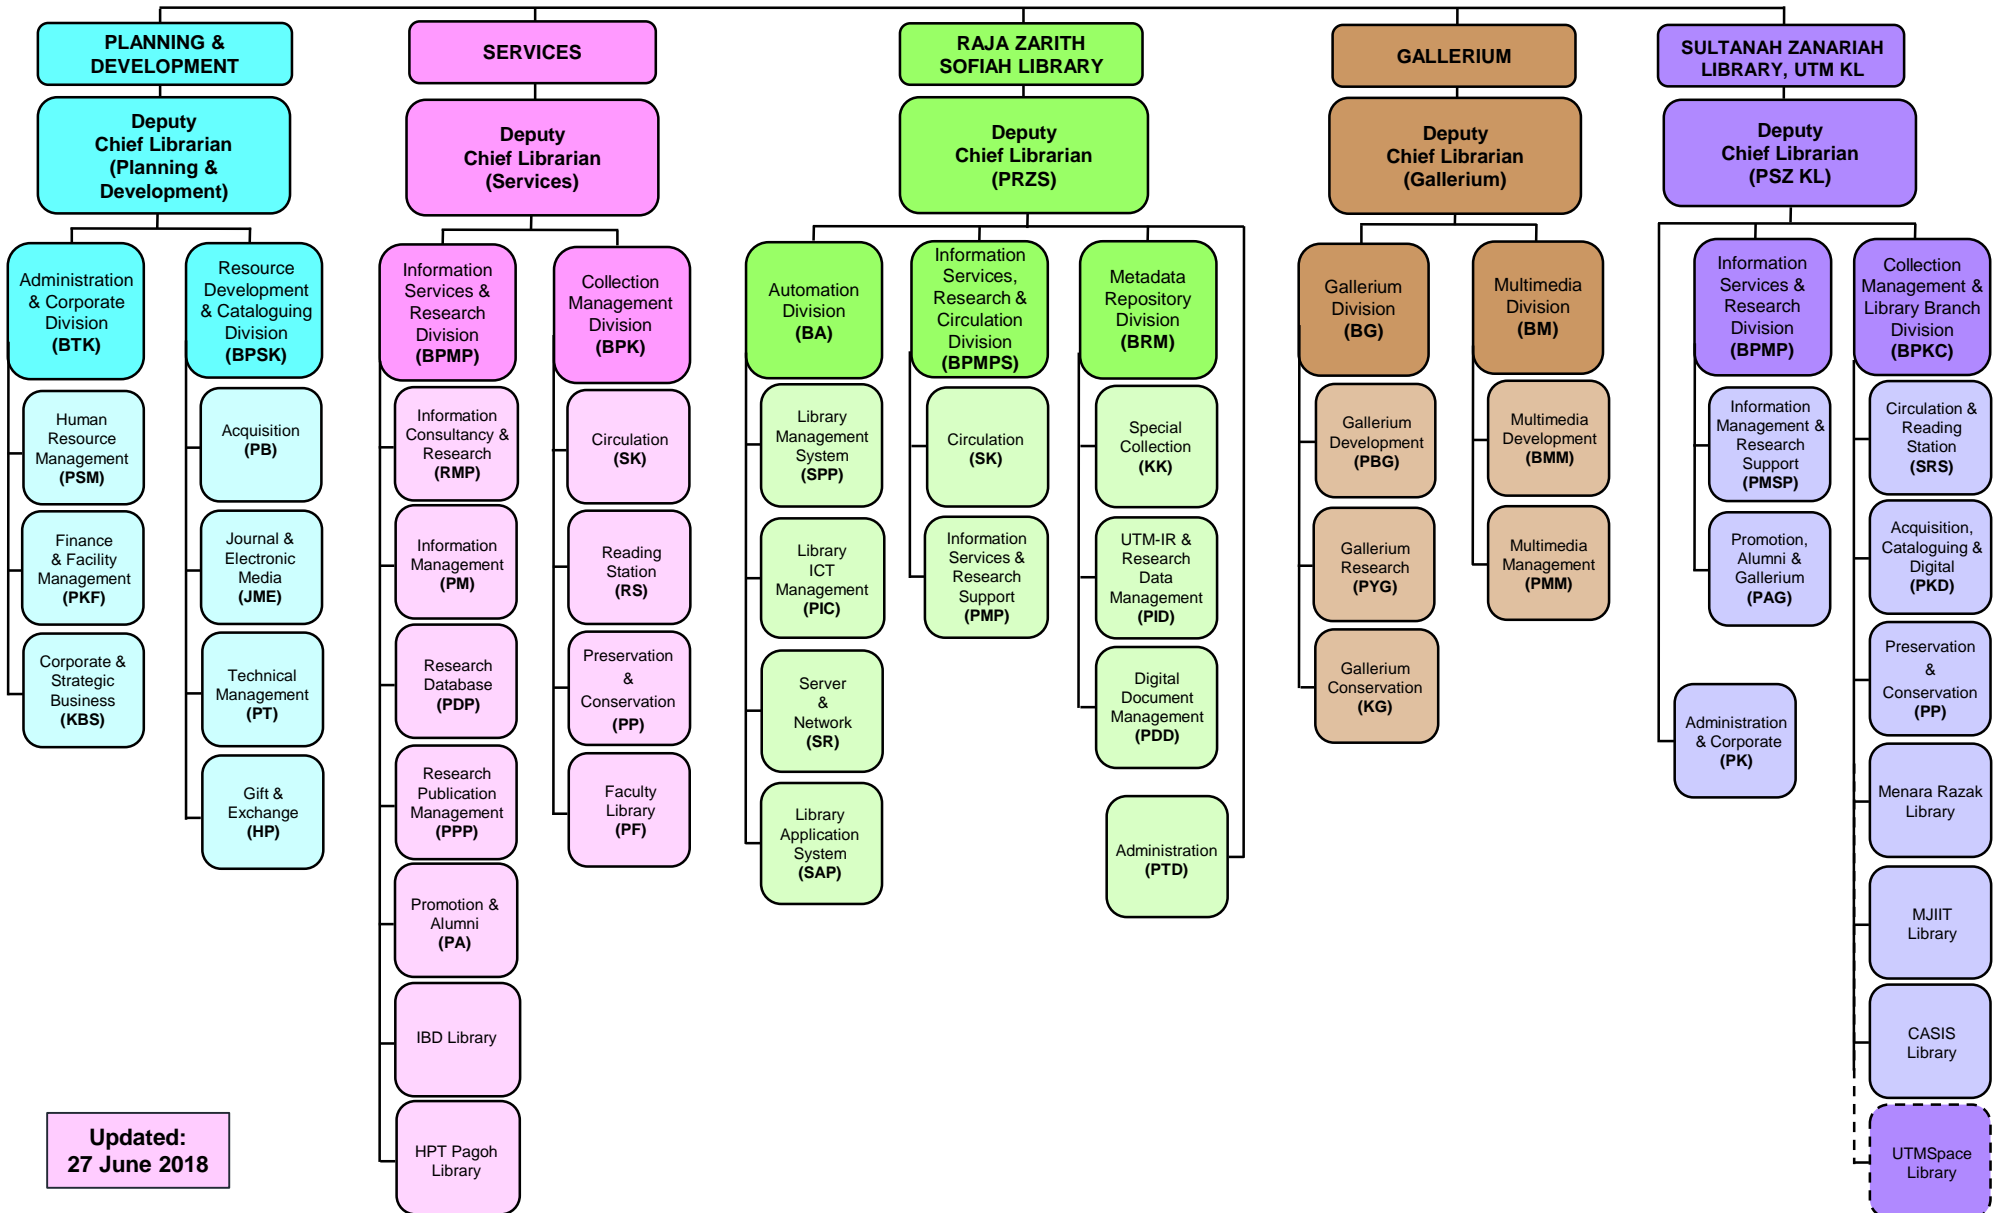 PLANNING &
DEVELOPMENT
Deputy
Chief Librarian
(Planning &
Development)
Administration
& Corporate
Division
(BTK)
Human
Resource
Management
(PSM)
Finance
& Facility
Management
(PKF)
Corporate &
Strategic
Business
(KBS)
Resource
Development
& Cataloguing
Division
(BPSK)
Acquisition
(PB)
Journal &
Electronic
Media
(JME)
Technical
Management
(PT)
Gift &
Exchange
(HP)
SERVICES
Deputy
Chief Librarian
(Services)
Information
Services &
Research
Division
(BPMP)
Information
Consultancy &
Research
(RMP)
Information
Management
(PM)
Research
Database
(PDP)
Research
Publication
Management
(PPP)
Promotion &
Alumni
(PA)
IBD Library
HPT Pagoh
Library
Collection
Management
Division
(BPK)
Circulation
(SK)
Reading
Station
(RS)
Preservation
&
Conservation
(PP)
Faculty
Library
(PF)
RAJA ZARITH
SOFIAH LIBRARY
Deputy
Chief Librarian
(PRZS)
Automation
Division
(BA)
Library
Management
System
(SPP)
Library
ICT
Management
(PIC)
Server
&
Network
(SR)
Library
Application
System
(SAP)
Information
Services,
Research &
Circulation
Division
(BPMPS)
Circulation
(SK)
Information
Services &
Research
Support
(PMP)
Metadata
Repository
Division
(BRM)
Special
Collection
(KK)
UTM-IR &
Research
Data
Management
(PID)
Digital
Document
Management
(PDD)
Administration
(PTD)
GALLERIUM
Deputy
Chief Librarian
(Gallerium)
Gallerium
Division
(BG)
Gallerium
Development
(PBG)
Gallerium
Research
(PYG)
Gallerium
Conservation
(KG)
Multimedia
Division
(BM)
Multimedia
Development
(BMM)
Multimedia
Management
(PMM)
SULTANAH ZANARIAH
LIBRARY, UTM KL
Deputy
Chief Librarian
(PSZ KL)
Information
Services &
Research
Division
(BPMP)
Information
Management &
Research
Support
(PMSP)
Promotion,
Alumni &
Gallerium
(PAG)
Administration
& Corporate
(PK)
Collection
Management &
Library Branch
Division
(BPKC)
Circulation &
Reading
Station
(SRS)
Acquisition,
Cataloguing &
Digital
(PKD)
Preservation
&
Conservation
(PP)
Menara Razak
Library
MJIIT
Library
CASIS
Library
UTMSpace
Library
Updated:
27 June 2018